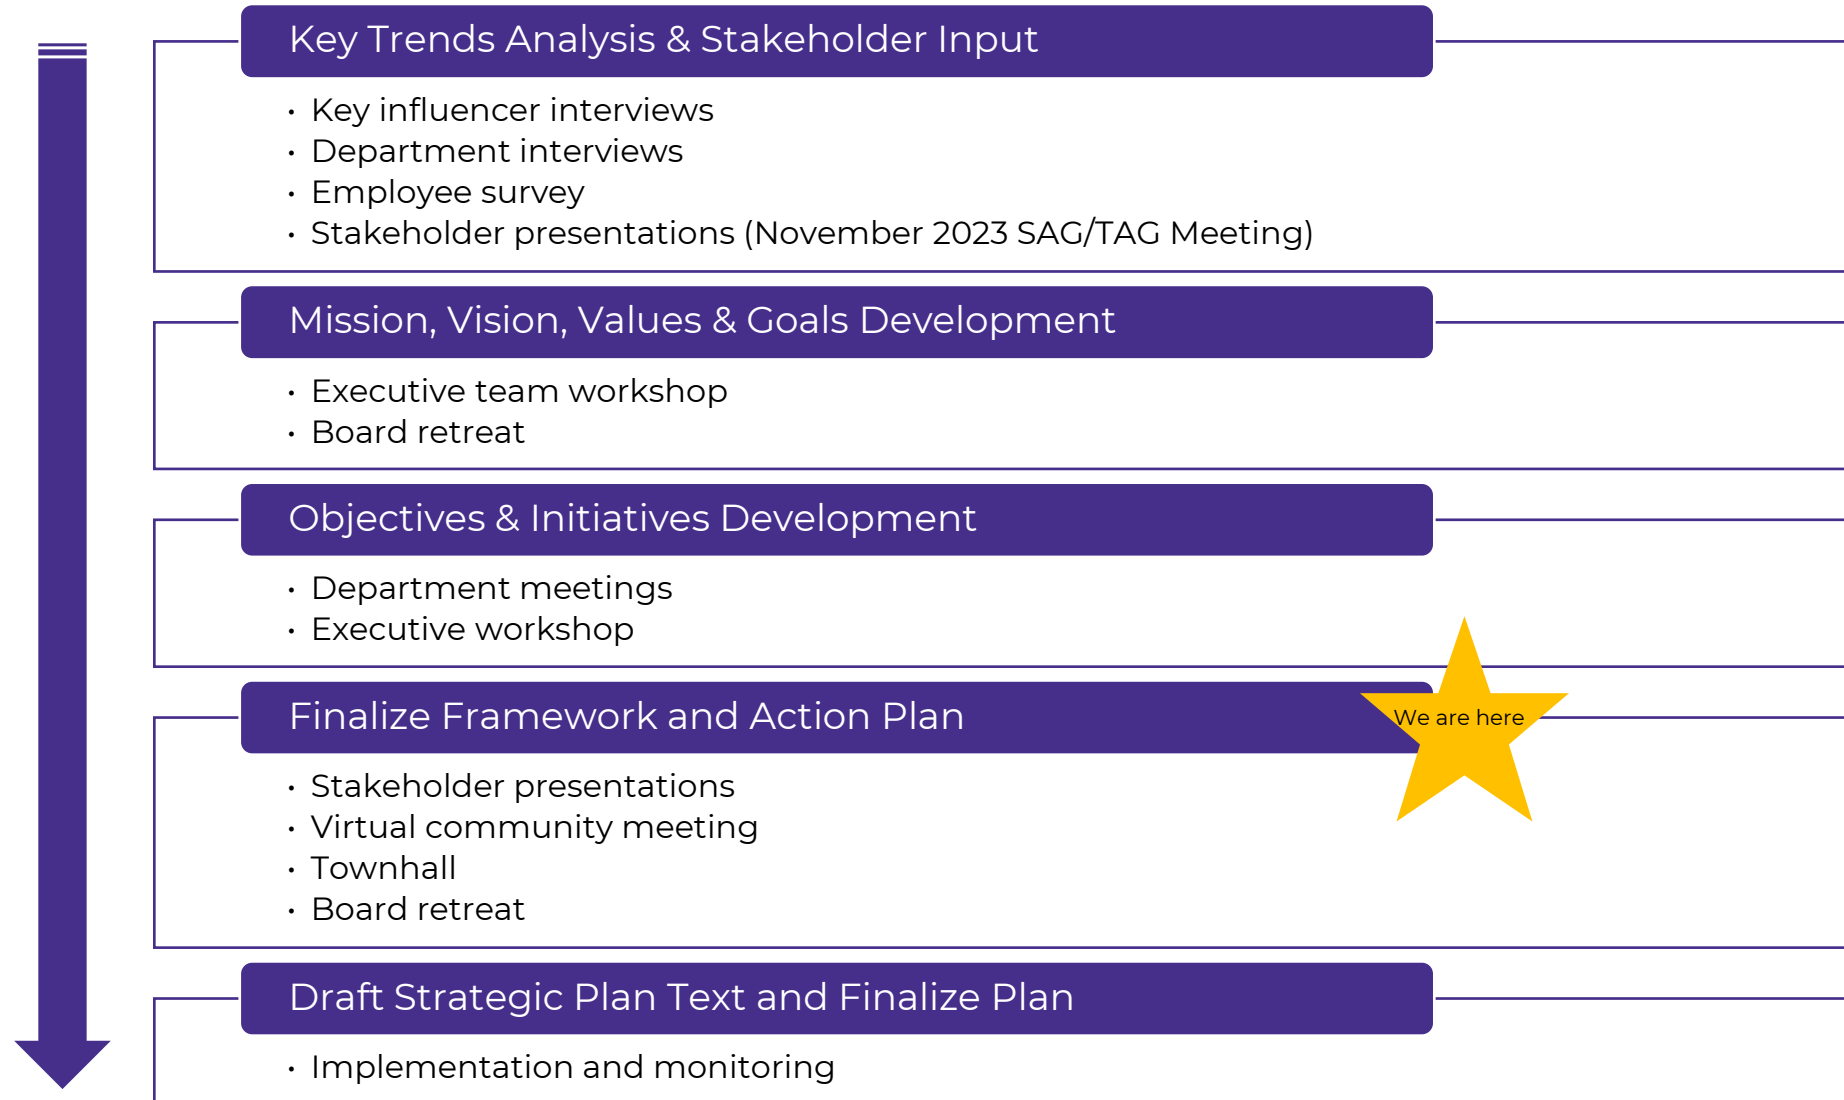 Key Trends Analysis & Stakeholder Input
• Key influencer interviews
• Department interviews
• Employee survey
• Stakeholder presentations (November 2023 SAG/TAG Meeting)
Mission, Vision, Values & Goals Development
• Executive team workshop
• Board retreat
Objectives & Initiatives Development
• Department meetings
• Executive workshop
Finalize Framework and Action Plan
We are here
• Stakeholder presentations
• Virtual community meeting
• Townhall
• Board retreat
Draft Strategic Plan Text and Finalize Plan
• Implementation and monitoring